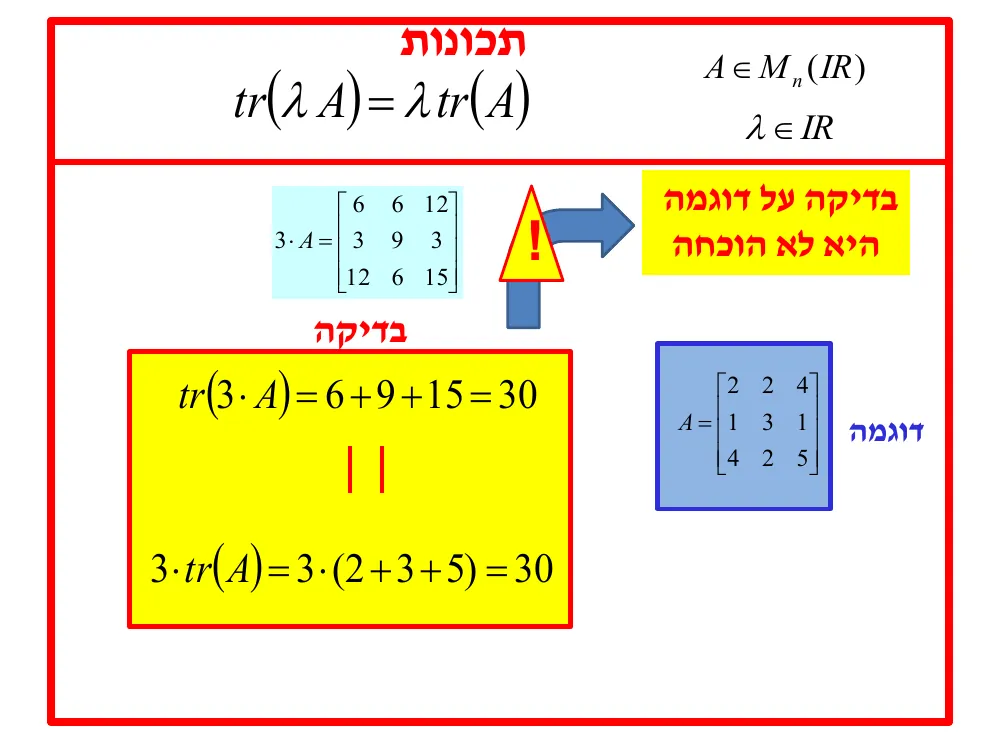 תכונות
tr(λ A) = λ tr(A)
A ∈ M_n (IR)
λ ∈ IR
בדיקה על דוגמה
היא לא הוכחה
!
3 · A = [6 6 12
3 9 3
12 6 15]
בדיקה
tr(3 · A) = 6 + 9 + 15 = 30
| |
3 · tr(A) = 3 · (2 + 3 + 5) = 30
דוגמה
A = [2 2 4
1 3 1
4 2 5]